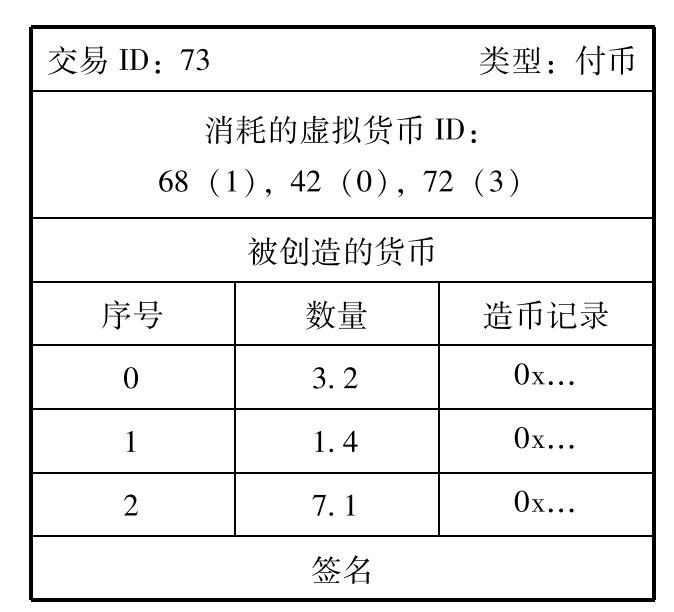 交易 ID：73 类型：付币
消耗的虚拟货币 ID：
68（1），42（0），72（3）
被创造的货币
序号 数量 造币记录
0 3.2 0x...
1 1.4 0x...
2 7.1 0x...
签名